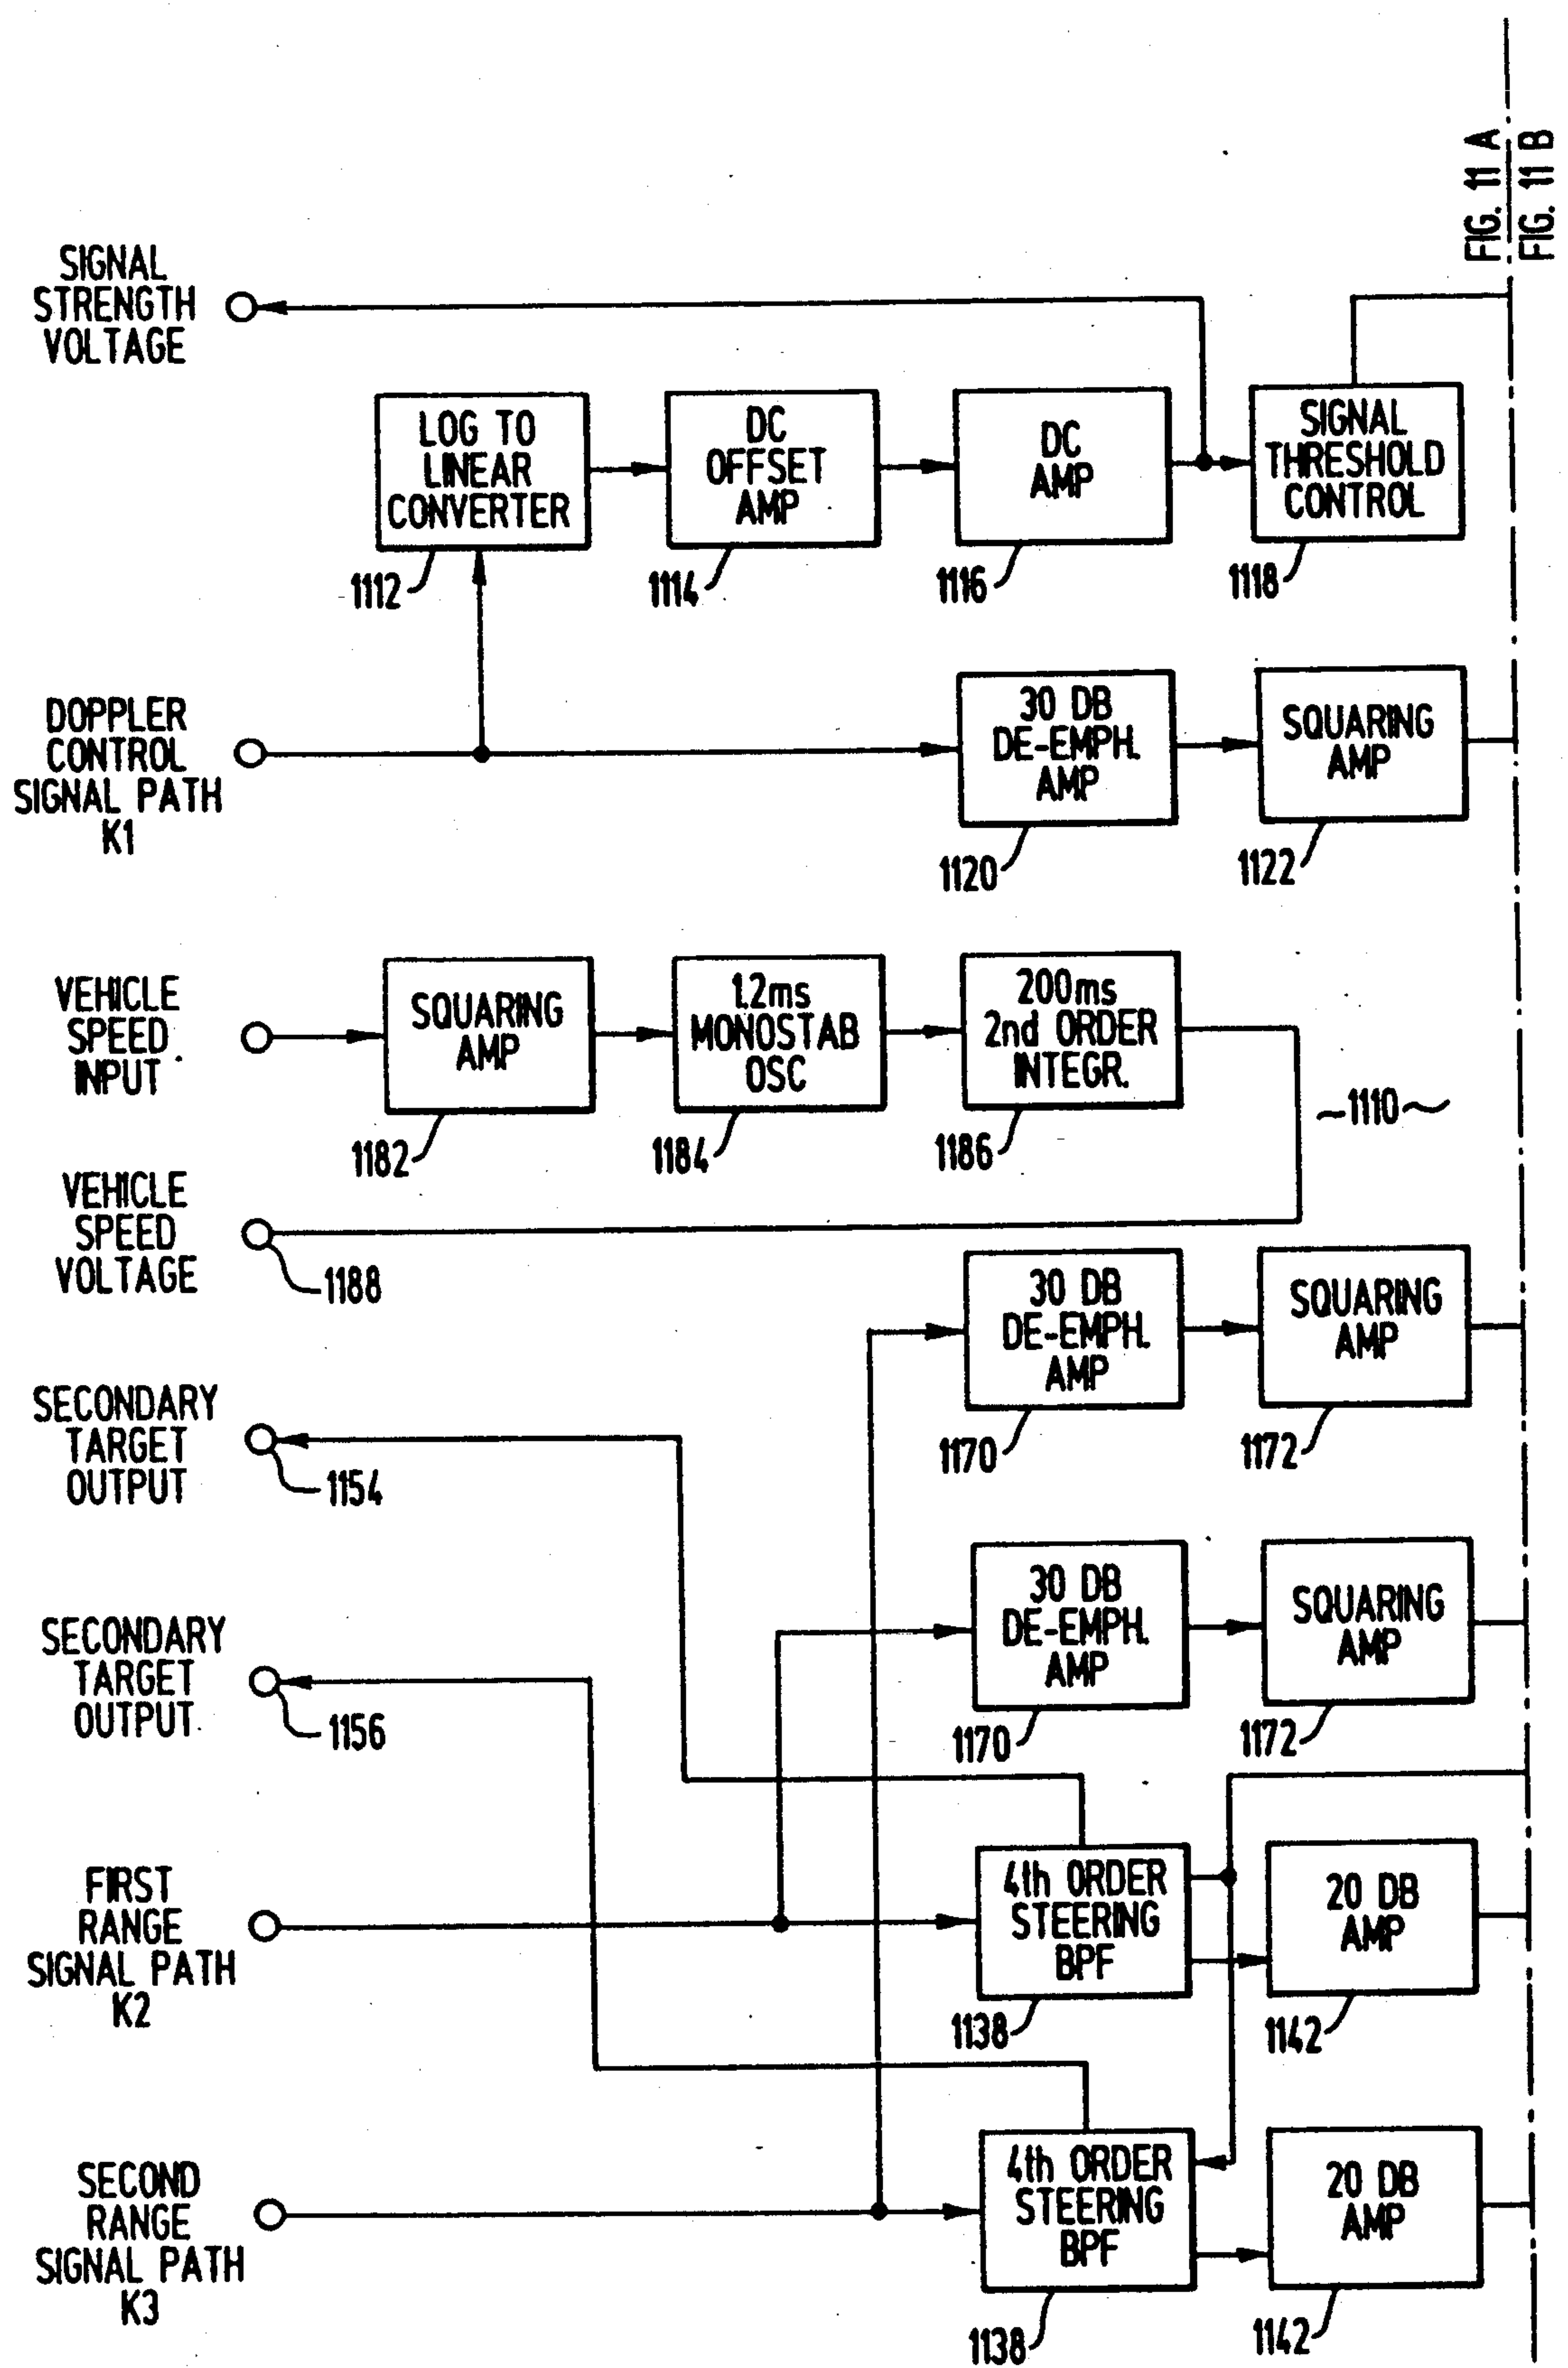 FIG. 11 A
FIG. 11 B
SIGNAL
STRENGTH
VOLTAGE
LOG TO
LINEAR
CONVERTER
1112
DC
OFFSET
AMP
1114
DC
AMP
1116
SIGNAL
THRESHOLD
CONTROL
1118
DOPPLER
CONTROL
SIGNAL PATH
K1
30 DB
DE-EMPH.
AMP
1120
SQUARING
AMP
1122
VEHICLE
SPEED
INPUT
SQUARING
AMP
1182
1.2ms
MONOSTAB
OSC
1184
200ms
2nd ORDER
INTEGR.
1186
~1110~
VEHICLE
SPEED
VOLTAGE
1188
30 DB
DE-EMPH.
AMP
1170
SQUARING
AMP
1172
SECONDARY
TARGET
OUTPUT
1154
30 DB
DE-EMPH.
AMP
1170
SQUARING
AMP
1172
SECONDARY
TARGET
OUTPUT
1156
FIRST
RANGE
SIGNAL PATH
K2
4th ORDER
STEERING
BPF
1138
20 DB
AMP
1142
SECOND
RANGE
SIGNAL PATH
K3
4th ORDER
STEERING
BPF
1138
20 DB
AMP
1142